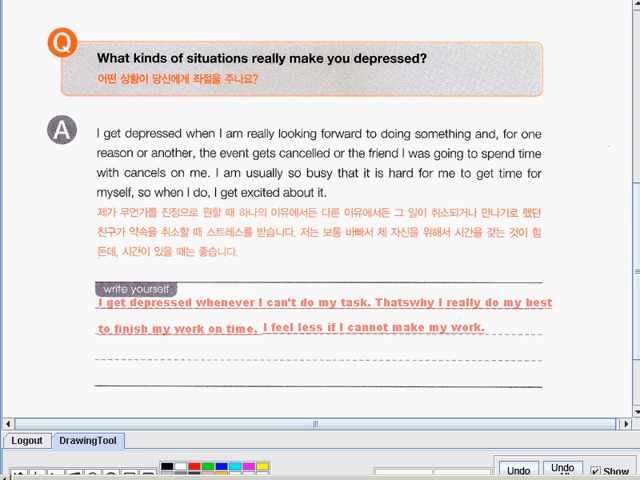 Q
What kinds of situations really make you depressed?
어떤 상황이 당신에게 좌절을 주나요?
A
I get depressed when I am really looking forward to doing something and, for one
reason or another, the event gets cancelled or the friend I was going to spend time
with cancels on me. I am usually so busy that it is hard for me to get time for
myself, so when I do, I get excited about it.
제가 무언가를 진정으로 원할 때 하나의 이유에서든 다른 이유에서든 그 일이 취소되거나 만나기로 했던
친구가 약속을 취소할 때 스트레스를 받습니다. 저는 보통 바빠서 제 자신을 위해서 시간을 갖는 것이 힘
든데, 시간이 있을 때는 좋습니다.
write yourself
I get depressed whenever I can't do my task. Thatswhy I really do my best
to finish my work on time. I feel less if I cannot make my work.
Logout DrawingTool
Undo Undo Show